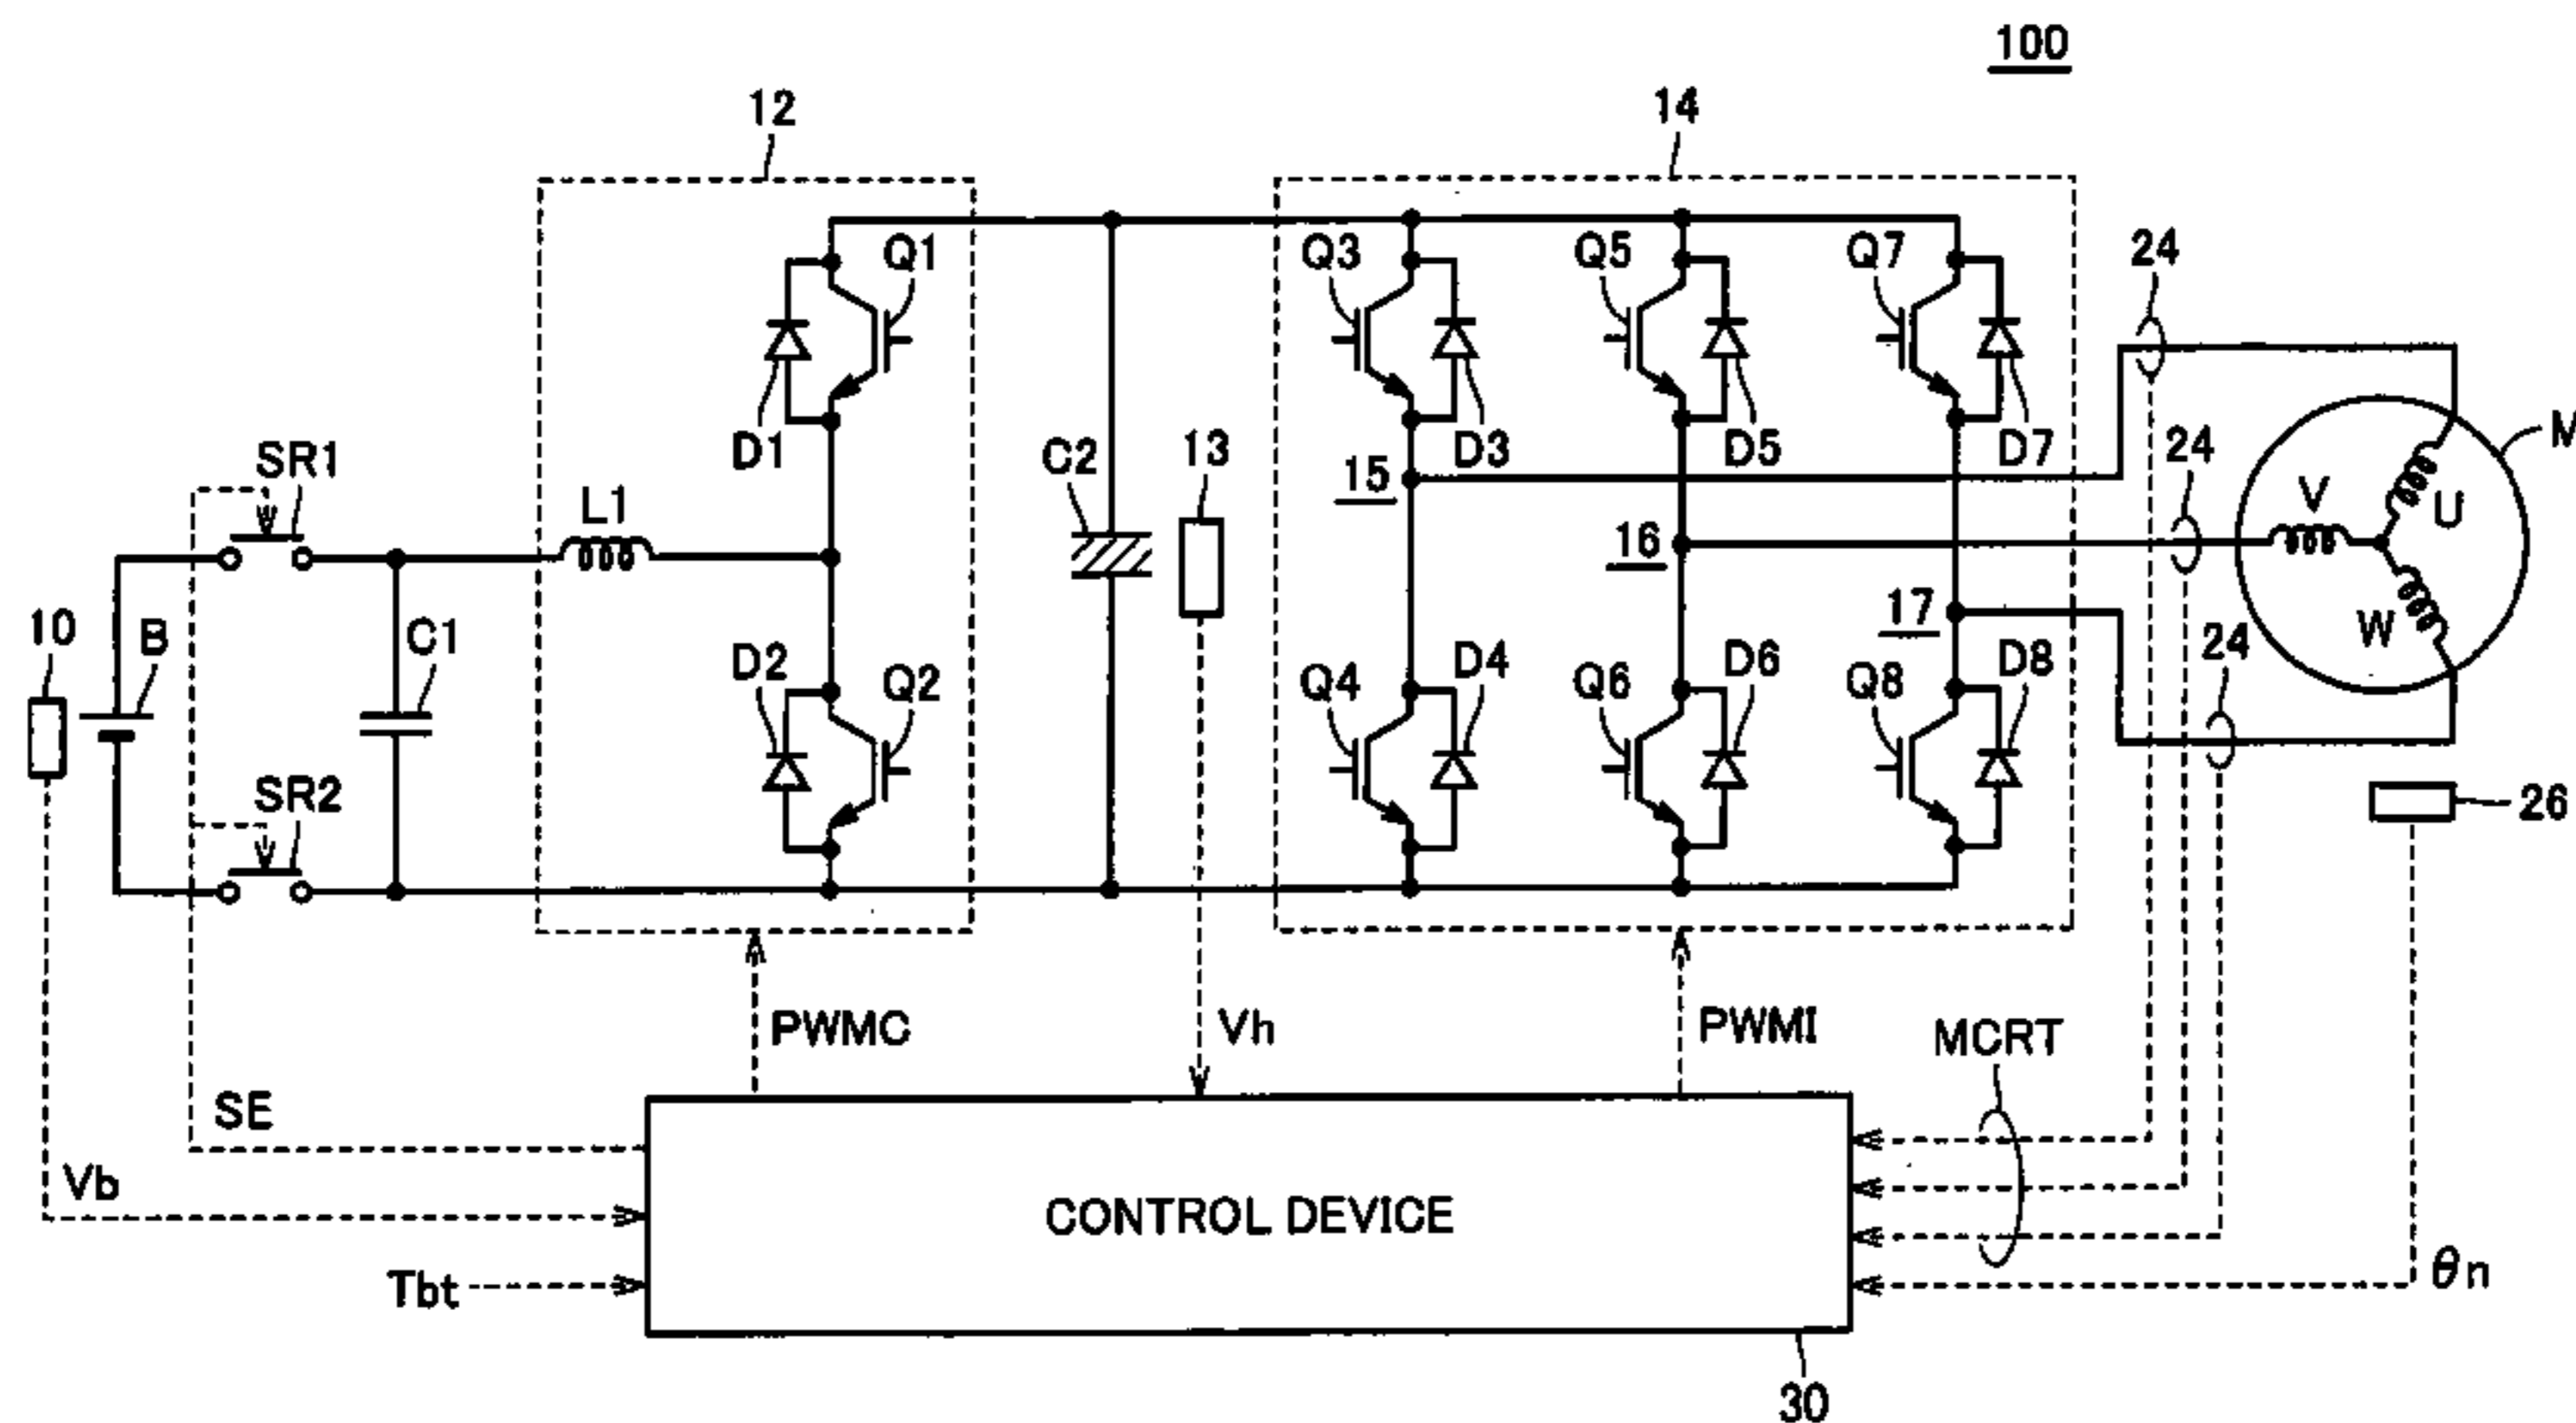 100
12
14
Q1
Q3
Q5
Q7
24
D1
D3
D5
D7
M
SR1
L1
C2
13
15
24
V
U
16
10
B
C1
17
W
24
D2
Q2
Q4
D4
Q6
D6
Q8
D8
SR2
26
PWMC
Vh
PWMI
MCRT
SE
Vb
CONTROL DEVICE
Tbt
θn
30